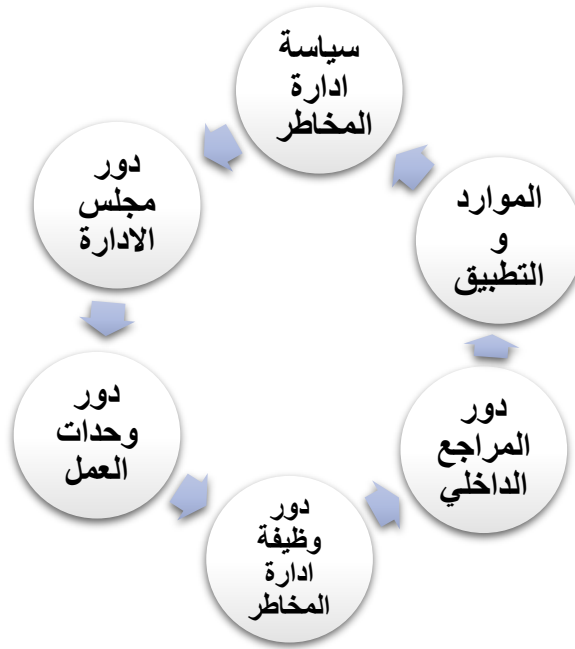 سياسة
ادارة
المخاطر
دور
مجلس
الادارة
دور
وحدات
العمل
دور
وظيفة
ادارة
المخاطر
دور
المراجع
الداخلي
الموارد
و
التطبيق